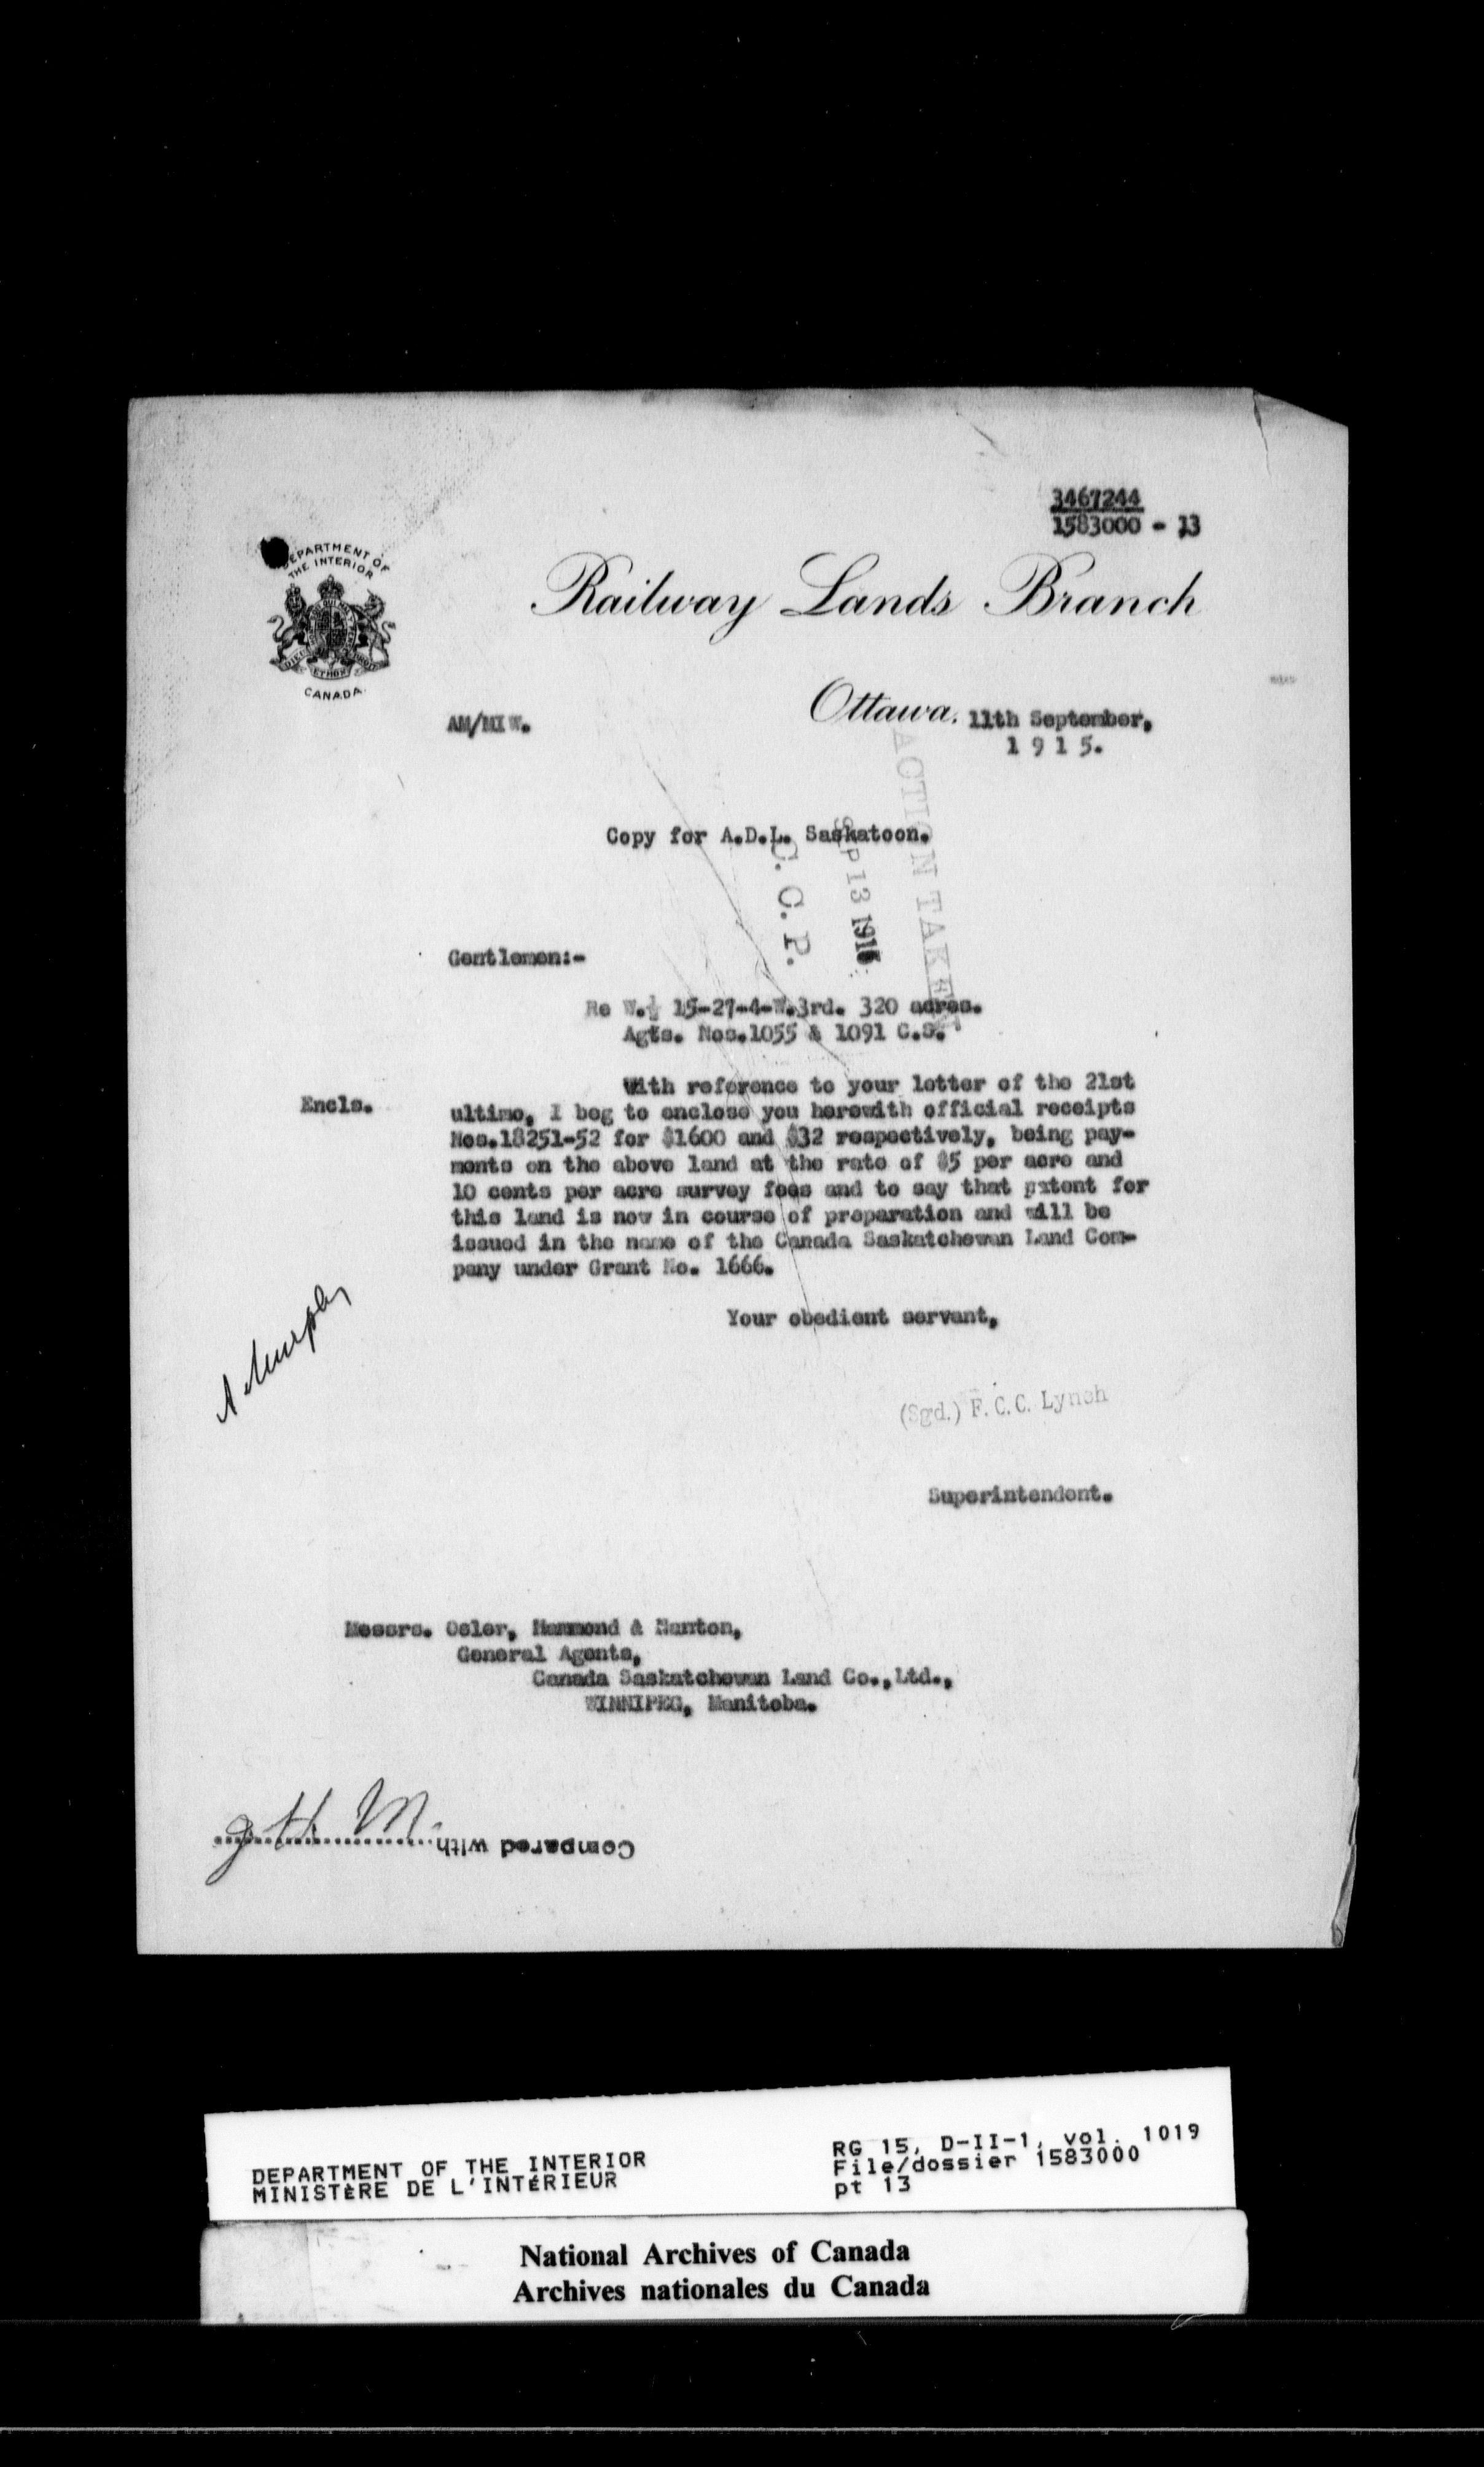 3467244
1583000 - 13
DEPARTMENT OF
THE INTERIOR
CANADA
Railway Lands Branch
Ottawa. 11th September,
AM/MIW.
1 9 1 5.
Copy for A.D.L. Saskatoon.
ACTION TAKEN
SEP 13 1915
C. C. P.
Gentlemen:-
Re W.½ 15-27-4-W.3rd. 320 acres.
Agts. Nos.1055 & 1091 C.S.
With reference to your letter of the 21st
Encls.
ultimo, I beg to enclose you herewith official receipts
Nos.18251-52 for $1600 and $32 respectively, being pay-
ments on the above land at the rate of $5 per acre and
10 cents per acre survey fees and to say that patent for
this land is now in course of preparation and will be
issued in the name of the Canada Saskatchewan Land Com-
pany under Grant No. 1666.
Your obedient servant,
A Murphy
(Sgd.) F. C. C. Lynch
Superintendent.
Messrs. Osler, Hammond & Nanton,
General Agents,
Canada Saskatchewan Land Co.,Ltd.,
WINNIPEG, Manitoba.
Compared with
H. M.
DEPARTMENT OF THE INTERIOR
MINISTÈRE DE L'INTÉRIEUR
RG 15, D-II-1, vol. 1019
File/dossier 1583000
pt 13
National Archives of Canada
Archives nationales du Canada